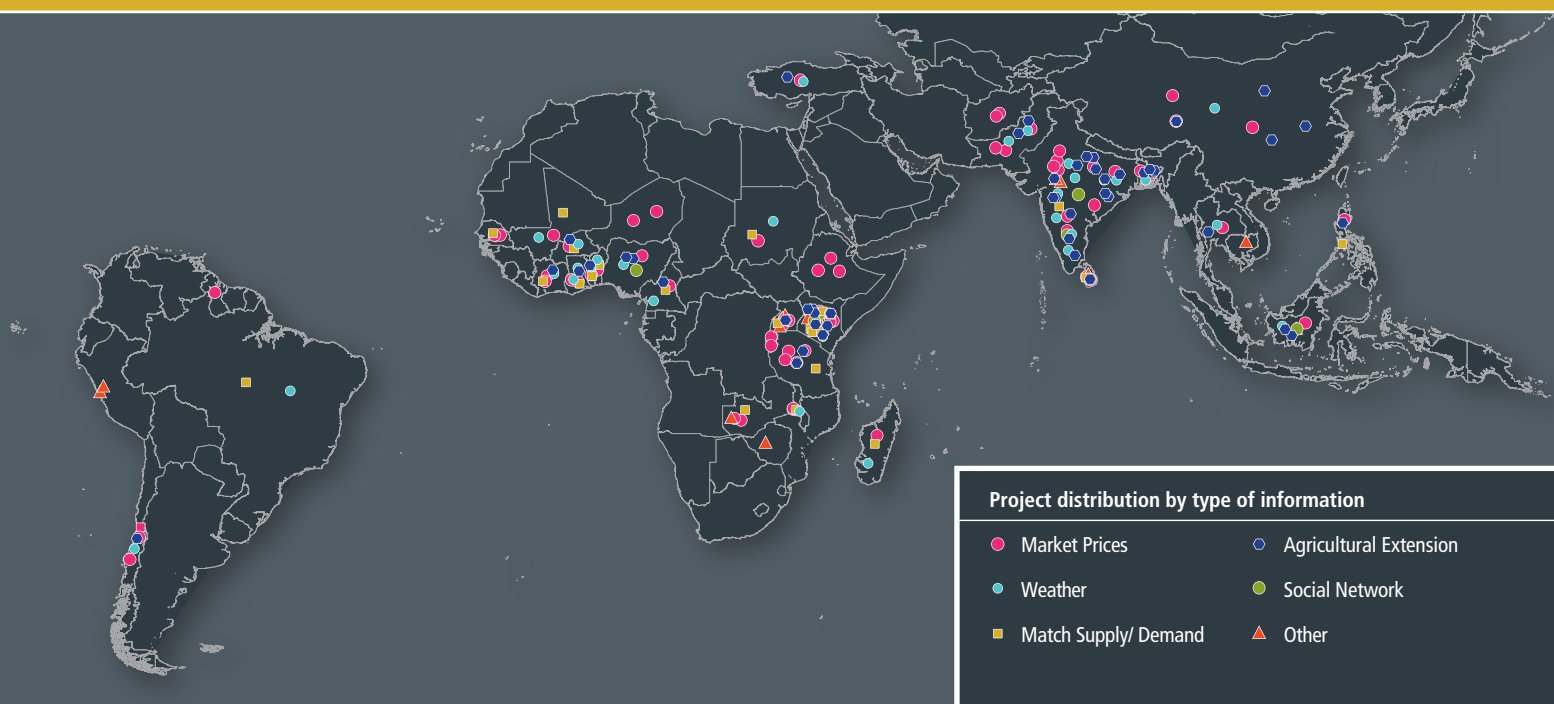 Project distribution by type of information
Market Prices
Agricultural Extension
Weather
Social Network
Match Supply/ Demand
Other